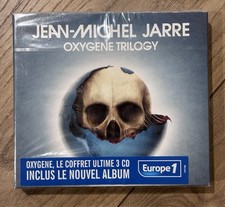 JEAN-MICHEL JARRE
OXYGENE TRILOGY
OXYGENE, LE COFFRET ULTIME 3 CD
INCLUS LE NOUVEL ALBUM
Europe 1